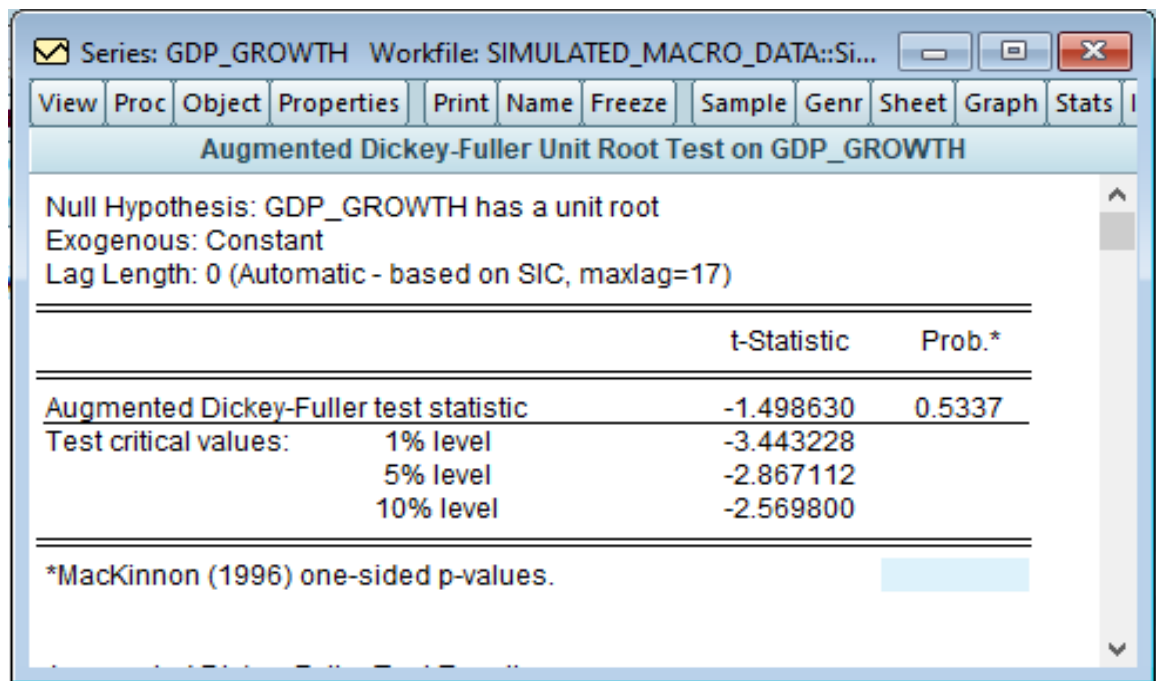 Series: GDP_GROWTH Workfile: SIMULATED_MACRO_DATA::Si...
View Proc Object Properties Print Name Freeze Sample Genr Sheet Graph Stats
Augmented Dickey-Fuller Unit Root Test on GDP_GROWTH
Null Hypothesis: GDP_GROWTH has a unit root
Exogenous: Constant
Lag Length: 0 (Automatic - based on SIC, maxlag=17)
t-Statistic Prob.*
Augmented Dickey-Fuller test statistic -1.498630 0.5337
Test critical values: 1% level -3.443228
5% level -2.867112
10% level -2.569800
*MacKinnon (1996) one-sided p-values.